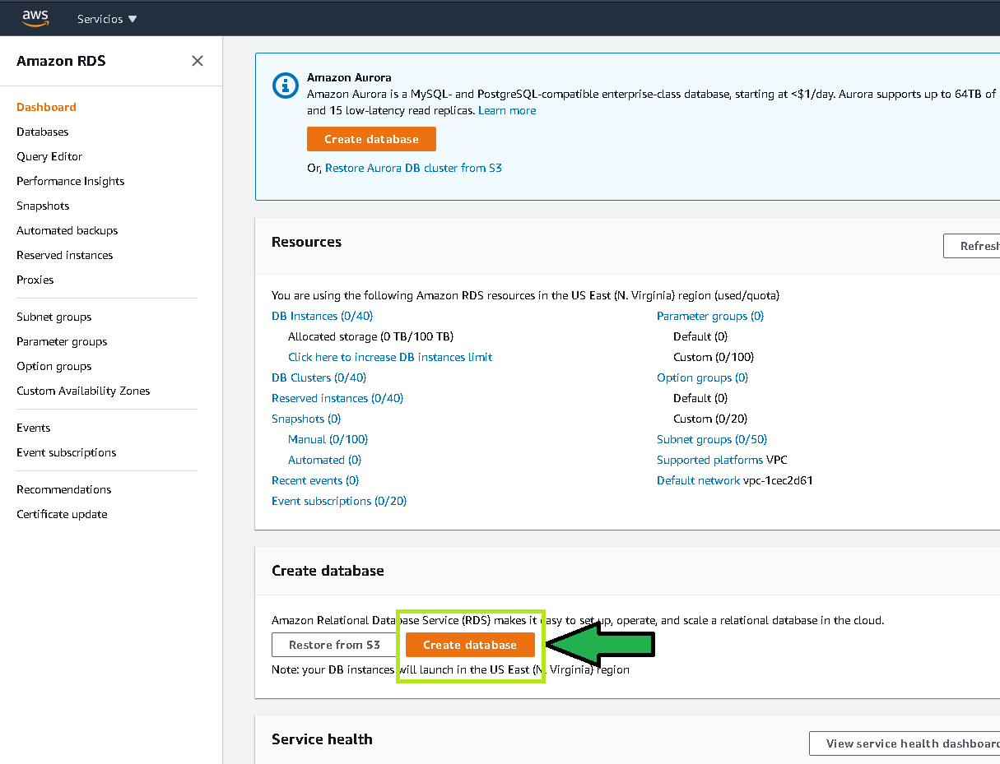 aws
Servicios
Amazon RDS
Dashboard
Databases
Query Editor
Performance Insights
Snapshots
Automated backups
Reserved instances
Proxies
Subnet groups
Parameter groups
Option groups
Custom Availability Zones
Events
Event subscriptions
Recommendations
Certificate update
Amazon Aurora
Amazon Aurora is a MySQL- and PostgreSQL-compatible enterprise-class database, starting at <$1/day. Aurora supports up to 64TB of
and 15 low-latency read replicas. Learn more
Create database
Or, Restore Aurora DB cluster from S3
Resources
Refresh
You are using the following Amazon RDS resources in the US East (N. Virginia) region (used/quota)
DB Instances (0/40)
Allocated storage (0 TB/100 TB)
Click here to increase DB instances limit
DB Clusters (0/40)
Reserved instances (0/40)
Snapshots (0)
Manual (0/100)
Automated (0)
Recent events (0)
Event subscriptions (0/20)
Parameter groups (0)
Default (0)
Custom (0/100)
Option groups (0)
Default (0)
Custom (0/20)
Subnet groups (0/50)
Supported platforms VPC
Default network vpc-1cec2d61
Create database
Amazon Relational Database Service (RDS) makes it easy to set up, operate, and scale a relational database in the cloud.
Restore from S3
Create database
Note: your DB instances will launch in the US East (N. Virginia) region
Service health
View service health dashboard